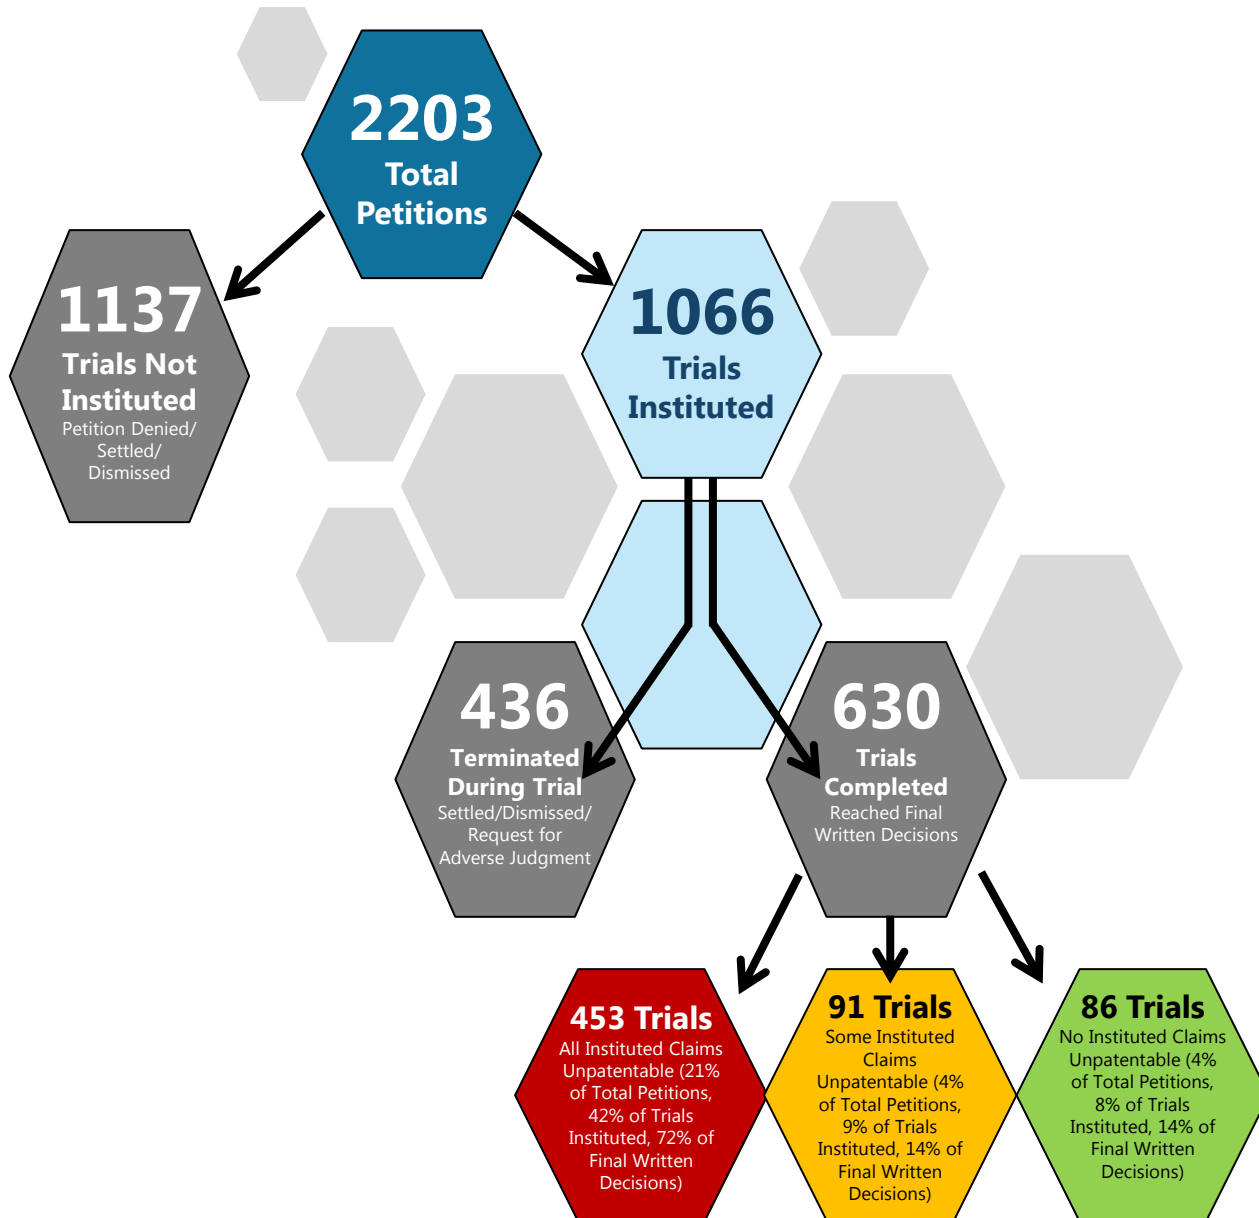 2203
Total
Petitions
1137
Trials Not
Instituted
Petition Denied/
Settled/
Dismissed
1066
Trials
Instituted
436
Terminated
During Trial
Settled/Dismissed/
Request for
Adverse Judgment
630
Trials
Completed
Reached Final
Written Decisions
453 Trials
All Instituted Claims
Unpatentable (21%
of Total Petitions,
42% of Trials
Instituted, 72% of
Final Written
Decisions)
91 Trials
Some Instituted
Claims
Unpatentable (4%
of Total Petitions,
9% of Trials
Instituted, 14% of
Final Written
Decisions)
86 Trials
No Instituted Claims
Unpatentable (4%
of Total Petitions,
8% of Trials
Instituted, 14% of
Final Written
Decisions)